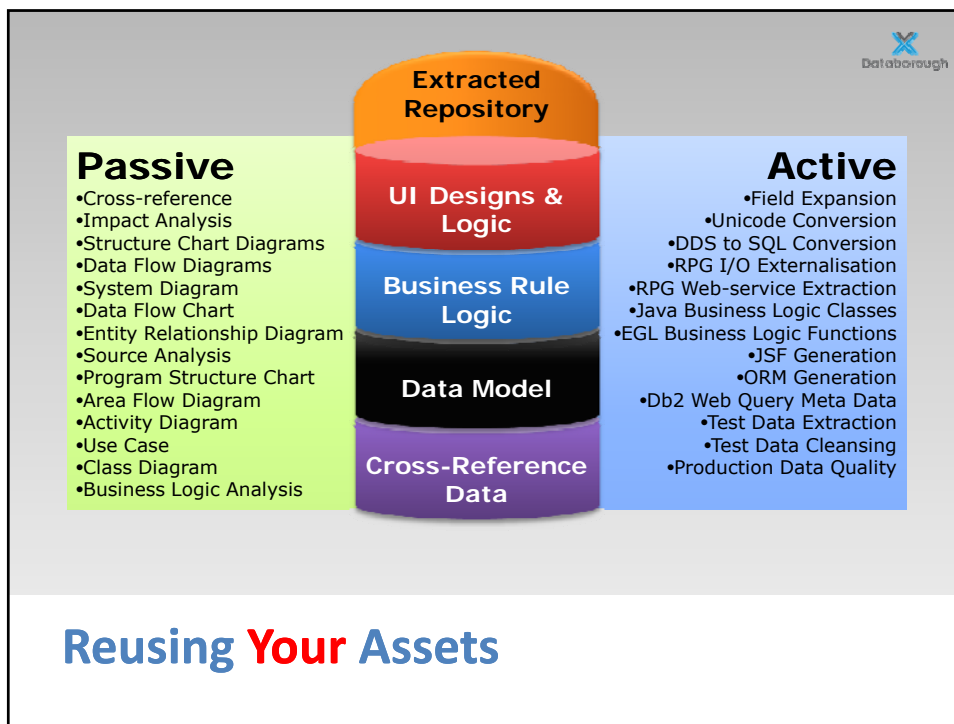 Databorough
Extracted
Repository
Passive
•Cross-reference
•Impact Analysis
•Structure Chart Diagrams
•Data Flow Diagrams
•System Diagram
•Data Flow Chart
•Entity Relationship Diagram
•Source Analysis
•Program Structure Chart
•Area Flow Diagram
•Activity Diagram
•Use Case
•Class Diagram
•Business Logic Analysis
UI Designs &
Logic
Business Rule
Logic
Data Model
Cross-Reference
Data
Active
•Field Expansion
•Unicode Conversion
•DDS to SQL Conversion
•RPG I/O Externalisation
•RPG Web-service Extraction
•Java Business Logic Classes
•EGL Business Logic Functions
•JSF Generation
•ORM Generation
•Db2 Web Query Meta Data
•Test Data Extraction
•Test Data Cleansing
•Production Data Quality
Reusing Your Assets